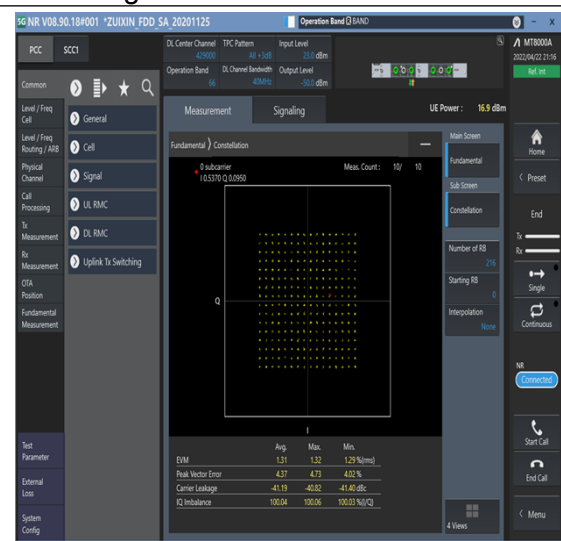 5G NR V08.90.18#001 *ZUIXIN_FDD_SA_20201125
Operation Band @ BAND
PCC
SCC1
DL Center Channel
TPC Pattern
Input Level
429000
All +3dB
23.0 dBm
Operation Band
DL Channel Bandwidth
Output Level
66
40MHz
-50.0 dBm
MT8000A
2022/04/22 21:16
Ref. int
Common
Level / Freq
Cell
Level / Freq
Routing / ARB
Physical
Channel
Call
Processing
Tx
Measurement
Rx
Measurement
OTA
Position
Fundamental
Measurement
Test
Parameter
External
Loss
System
Config
General
Cell
Signal
UL RMC
DL RMC
Uplink Tx Switching
Measurement
Signaling
UE Power : 16.9 dBm
Fundamental
Constellation
0 subcarrier
Meas. Count : 10/ 10
I 0.5370 Q 0.0950
Q
I
Avg. Max. Min.
EVM 1.31 1.32 1.29 %(rms)
Peak Vector Error 4.37 4.73 4.02 %
Carrier Leakage -41.19 -40.82 -41.40 dBc
IQ Imbalance 100.04 100.06 100.03 %(I/Q)
Main Screen
Fundamental
Sub Screen
Constellation
Number of RB
216
Starting RB
0
Interpolation
None
4 Views
Home
Preset
End
Tx
Rx
Single
Continuous
NR
Connected
Start Call
End Call
Menu